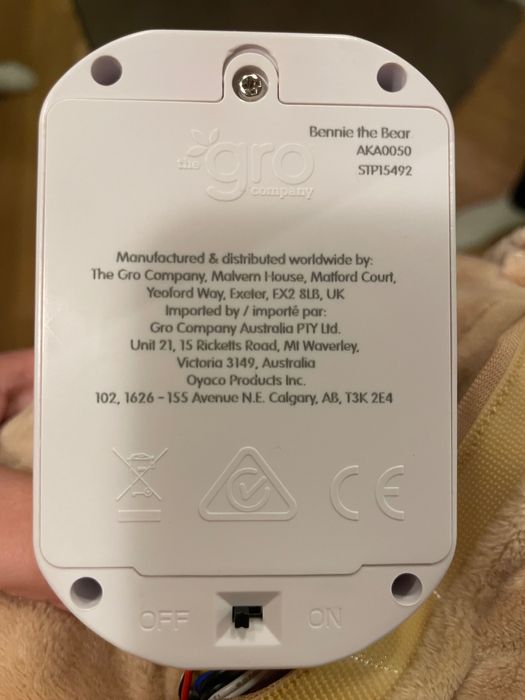 Bennie the Bear
AKA0050
STP15492
the gro company
Manufactured & distributed worldwide by:
The Gro Company, Malvern House, Matford Court,
Yeoford Way, Exeter, EX2 8LB, UK
Imported by / importé par:
Gro Company Australia PTY Ltd.
Unit 21, 15 Ricketts Road, Mt Waverley,
Victoria 3149, Australia
Oyaco Products Inc.
102, 1626 - 155 Avenue N.E. Calgary, AB, T3K 2E4
CE
OFF ON